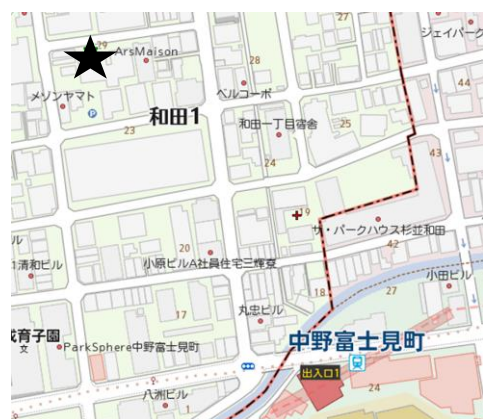 27
ジェイパーク
29
ArsMaison
28
44
メゾンヤマト
ベルコーポ
P
和田1
23
和田一丁目宿舎
25
43
24
19
ザ・パークハウス杉並和田
ル
20
42
1清和ビル
小原ビルA社員住宅三輝寮
小田ビル
18
27
丸忠ビル
17
成育子園
文
ParkSphere中野富士見町
中野富士見町
出入口1
24
八洲ビル
1